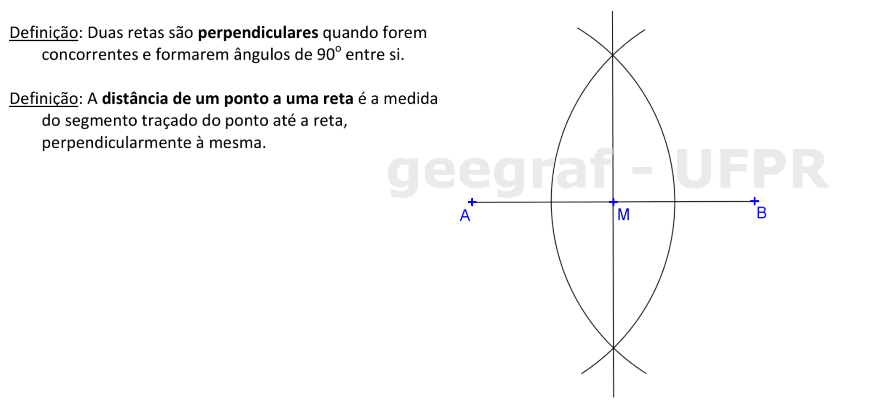 Definição: Duas retas são perpendiculares quando forem
concorrentes e formarem ângulos de 90º entre si.
Definição: A distância de um ponto a uma reta é a medida
do segmento traçado do ponto até a reta,
perpendicularmente à mesma.
geegraf - UFPR
A
M
B